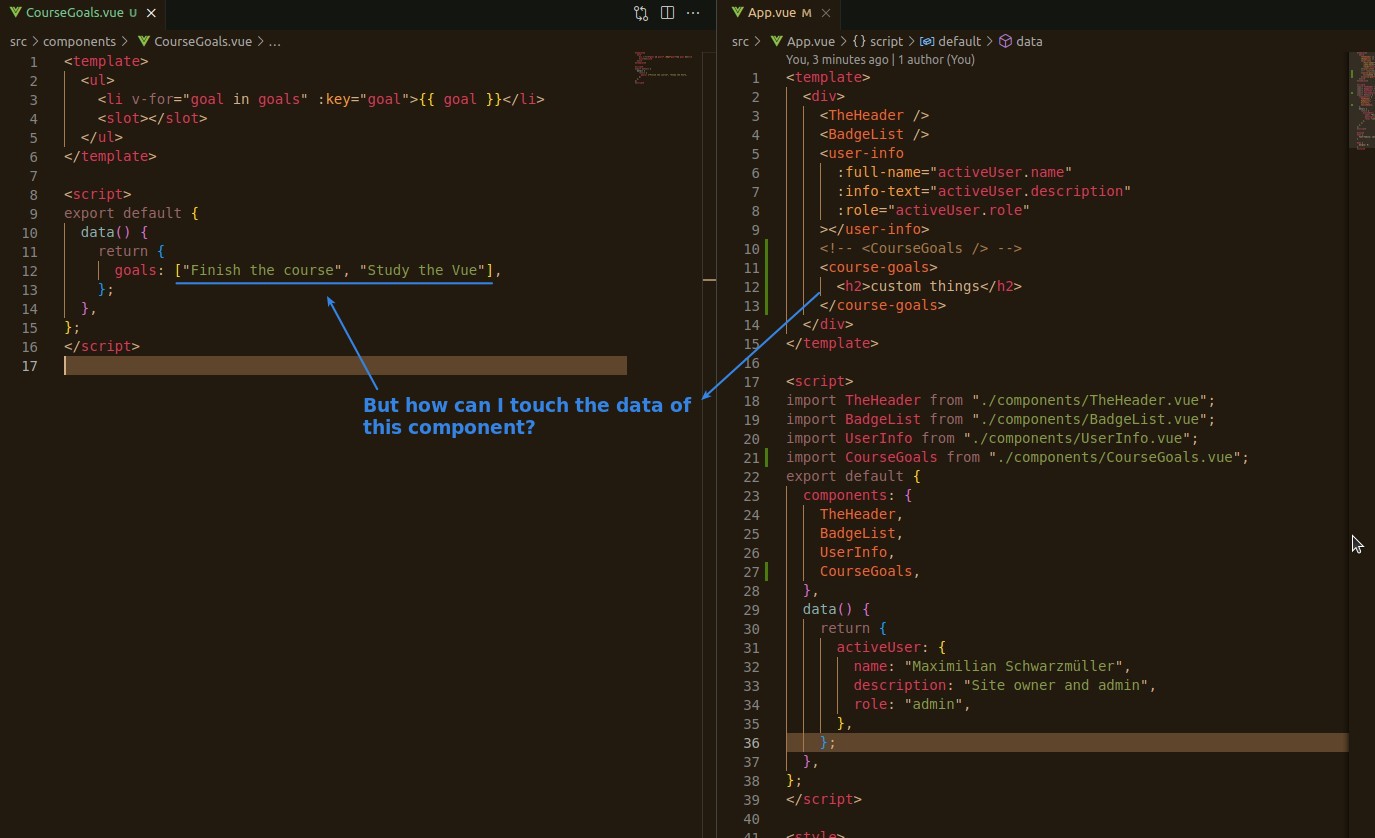 CourseGoals.vue U
src > components > CourseGoals.vue > ...
1 <template>
2 <ul>
3 <li v-for="goal in goals" :key="goal">{{ goal }}</li>
4 <slot></slot>
5 </ul>
6 </template>
7
8 <script>
9 export default {
10 data() {
11 return {
12 goals: ["Finish the course", "Study the Vue"],
13 };
14 },
15 };
16 </script>
17
But how can I touch the data of
this component?
App.vue M
src > App.vue > {} script > default > data
You, 3 minutes ago | 1 author (You)
1 <template>
2 <div>
3 <TheHeader />
4 <BadgeList />
5 <user-info
6 :full-name="activeUser.name"
7 :info-text="activeUser.description"
8 :role="activeUser.role"
9 ></user-info>
10 <!-- <CourseGoals /> -->
11 <course-goals>
12 <h2>custom things</h2>
13 </course-goals>
14 </div>
15 </template>
16
17 <script>
18 import TheHeader from "./components/TheHeader.vue";
19 import BadgeList from "./components/BadgeList.vue";
20 import UserInfo from "./components/UserInfo.vue";
21 import CourseGoals from "./components/CourseGoals.vue";
22 export default {
23 components: {
24 TheHeader,
25 BadgeList,
26 UserInfo,
27 CourseGoals,
28 },
29 data() {
30 return {
31 activeUser: {
32 name: "Maximilian Schwarzmüller",
33 description: "Site owner and admin",
34 role: "admin",
35 },
36 };
37 },
38 };
39 </script>
40
41 <style>